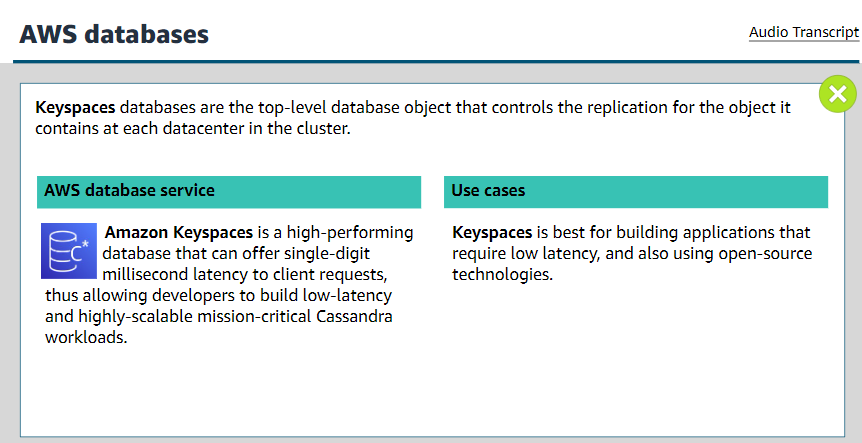 AWS databases
Audio Transcript
Keyspaces databases are the top-level database object that controls the replication for the object it
contains at each datacenter in the cluster.
AWS database service
Amazon Keyspaces is a high-performing
database that can offer single-digit
millisecond latency to client requests,
thus allowing developers to build low-latency
and highly-scalable mission-critical Cassandra
workloads.
Use cases
Keyspaces is best for building applications that
require low latency, and also using open-source
technologies.
C*